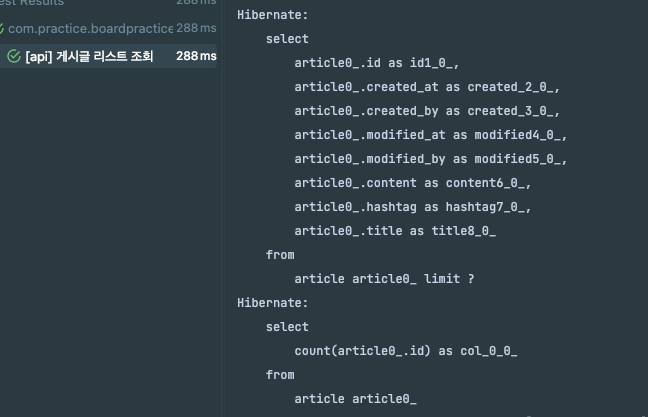 est Results 288 ms
com.practice.boardpractice 288 ms
[api] 게시글 리스트 조회 288 ms
Hibernate:
select
article0_.id as id1_0_,
article0_.created_at as created_2_0_,
article0_.created_by as created_3_0_,
article0_.modified_at as modified4_0_,
article0_.modified_by as modified5_0_,
article0_.content as content6_0_,
article0_.hashtag as hashtag7_0_,
article0_.title as title8_0_
from
article article0_ limit ?
Hibernate:
select
count(article0_.id) as col_0_0_
from
article article0_